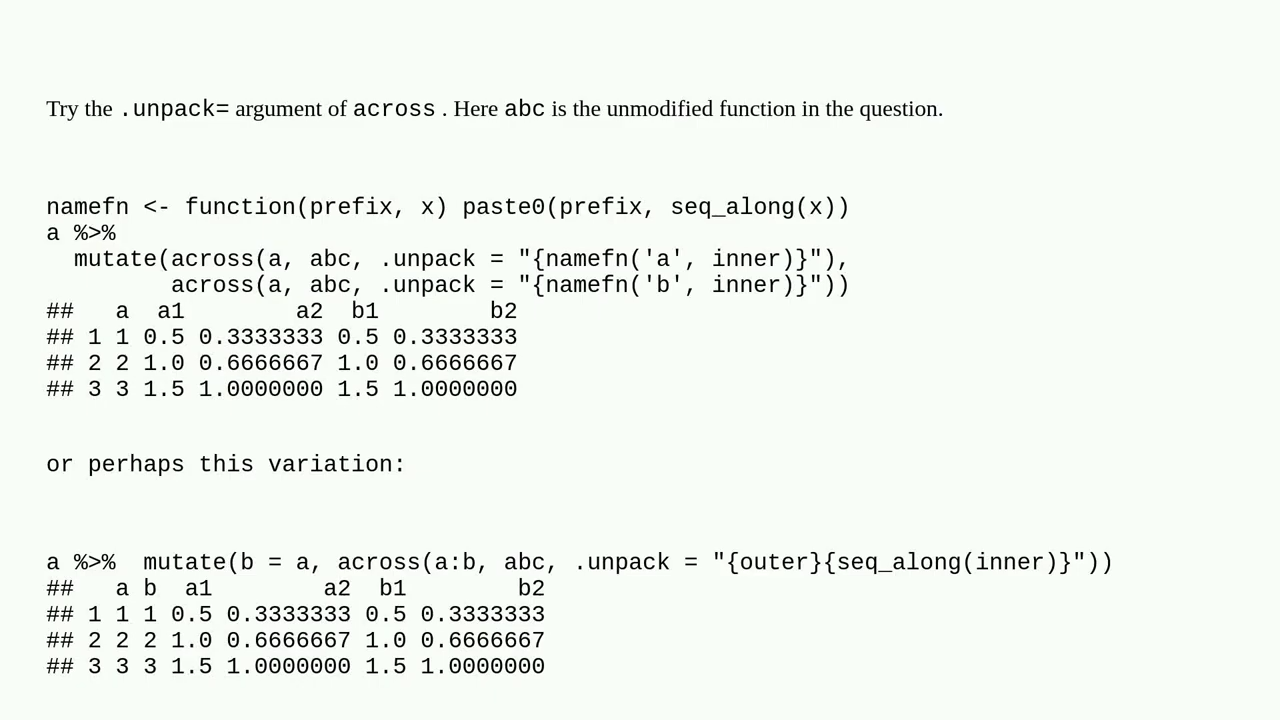 Try the .unpack= argument of across . Here abc is the unmodified function in the question.
namefn <- function(prefix, x) paste0(prefix, seq_along(x))
a %>%
  mutate(across(a, abc, .unpack = "{namefn('a', inner)}"),
         across(a, abc, .unpack = "{namefn('b', inner)}"))
##   a  a1        a2  b1        b2
## 1 1 0.5 0.3333333 0.5 0.3333333
## 2 2 1.0 0.6666667 1.0 0.6666667
## 3 3 1.5 1.0000000 1.5 1.0000000
or perhaps this variation:
a %>%  mutate(b = a, across(a:b, abc, .unpack = "{outer}{seq_along(inner)}"))
##   a b  a1        a2  b1        b2
## 1 1 1 0.5 0.3333333 0.5 0.3333333
## 2 2 2 1.0 0.6666667 1.0 0.6666667
## 3 3 3 1.5 1.0000000 1.5 1.0000000